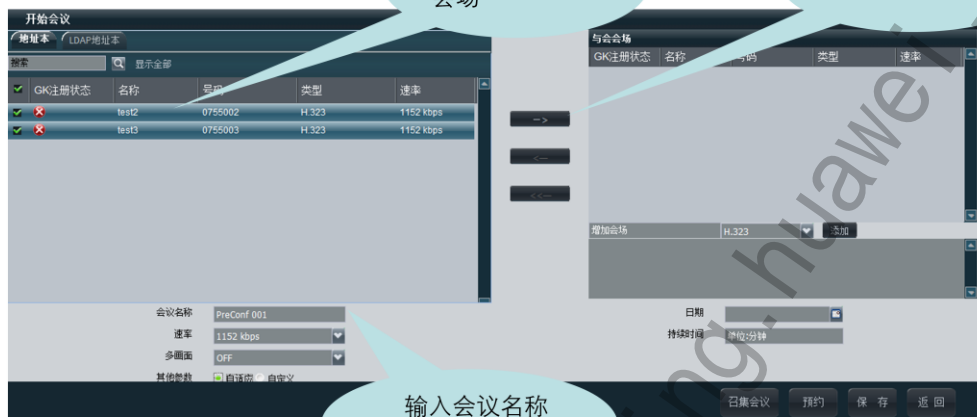 会场
开始会议
地址本 LDAP地址本
搜索 显示全部
GK注册状态 名称 号码 类型 速率
test2 0755002 H.323 1152 kbps
test3 0755003 H.323 1152 kbps
-->
<--
<<--
与会会场
GK注册状态 名称 号码 类型 速率
增加会场 H.323 添加
会议名称 PreConf 001
速率 1152 kbps
多画面 OFF
其他参数 自适应 自定义
日期
持续时间 单位:分钟
输入会议名称
召集会议 预约 保 存 返 回
ng.huawei